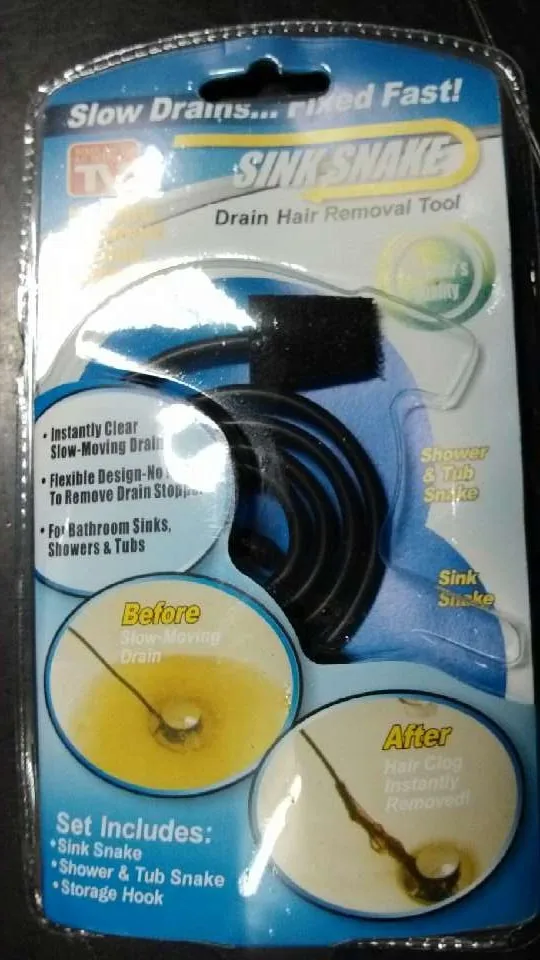 Slow Drains... Fixed Fast!
TV
SINK SNAKE
Drain Hair Removal Tool
• Instantly Clear
Slow-Moving Drain
• Flexible Design-No
To Remove Drain
• For Bathroom Sinks,
Showers & Tubs
Shower
& Tub
Snake
Sink
Snake
Before
Slow-Moving
Drain
After
Hair Clog
Instantly
Removed!
Set Includes:
•Sink Snake
•Shower & Tub Snake
•Storage Hook